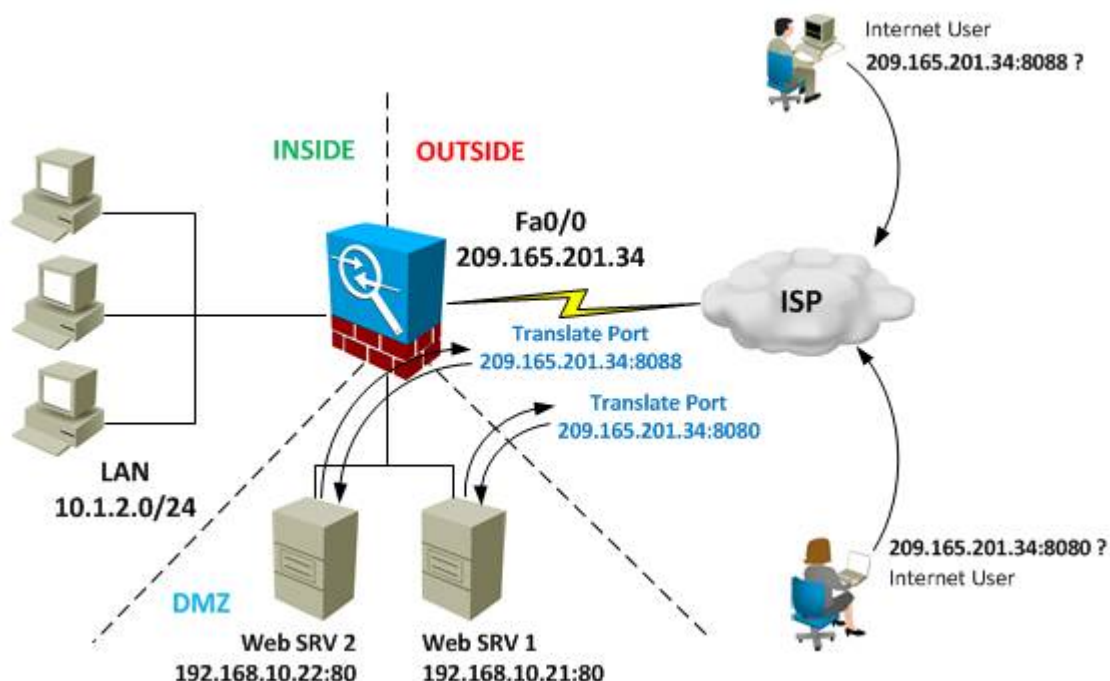 Internet User
209.165.201.34:8088 ?
INSIDE
OUTSIDE
Fa0/0
209.165.201.34
ISP
Translate Port
209.165.201.34:8088
Translate Port
209.165.201.34:8080
LAN
10.1.2.0/24
209.165.201.34:8080 ?
Internet User
DMZ
Web SRV 2
192.168.10.22:80
Web SRV 1
192.168.10.21:80